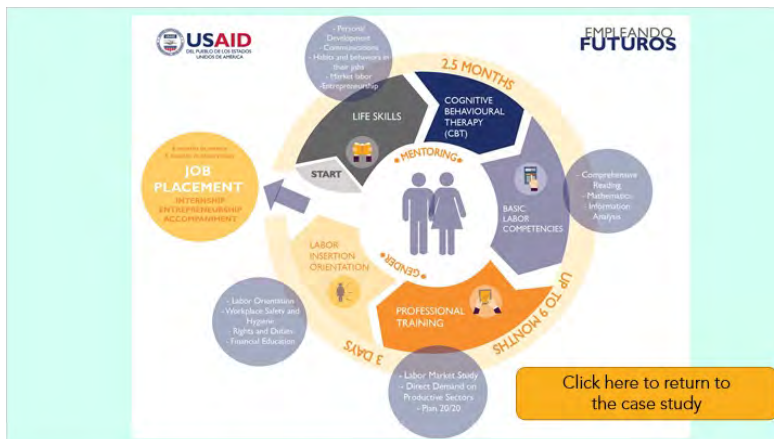 USAID
DEL PUEBLO DE LOS ESTADOS
UNIDOS DE AMÉRICA
EMPLEANDO
FUTUROS
- Personal
Development
- Communications
- Habits and behaviors in
their jobs
- Market labor
-Entrepreneurship
2.5 MONTHS
LIFE SKILLS
COGNITIVE
BEHAVIOURAL
THERAPY
(CBT)
START
•MENTORING•
JOB
PLACEMENT
INTERNSHIP
ENTREPRENEURSHIP
ACCOMPANIMENT
- Comprehensive
Reading
- Mathematics
- Information
Analysis
BASIC
LABOR
COMPETENCIES
LABOR
INSERTION
ORIENTATION
•GENDER•
UP TO 9 MONTHS
PROFESSIONAL
TRAINING
- Labor Orientation
- Workplace Safety and
Hygiene
- Rights and Duties
- Financial Education
3 DAYS
- Labor Market Study
- Direct Demand on
Productive Sectors
20/20
Click here to return to
the case study